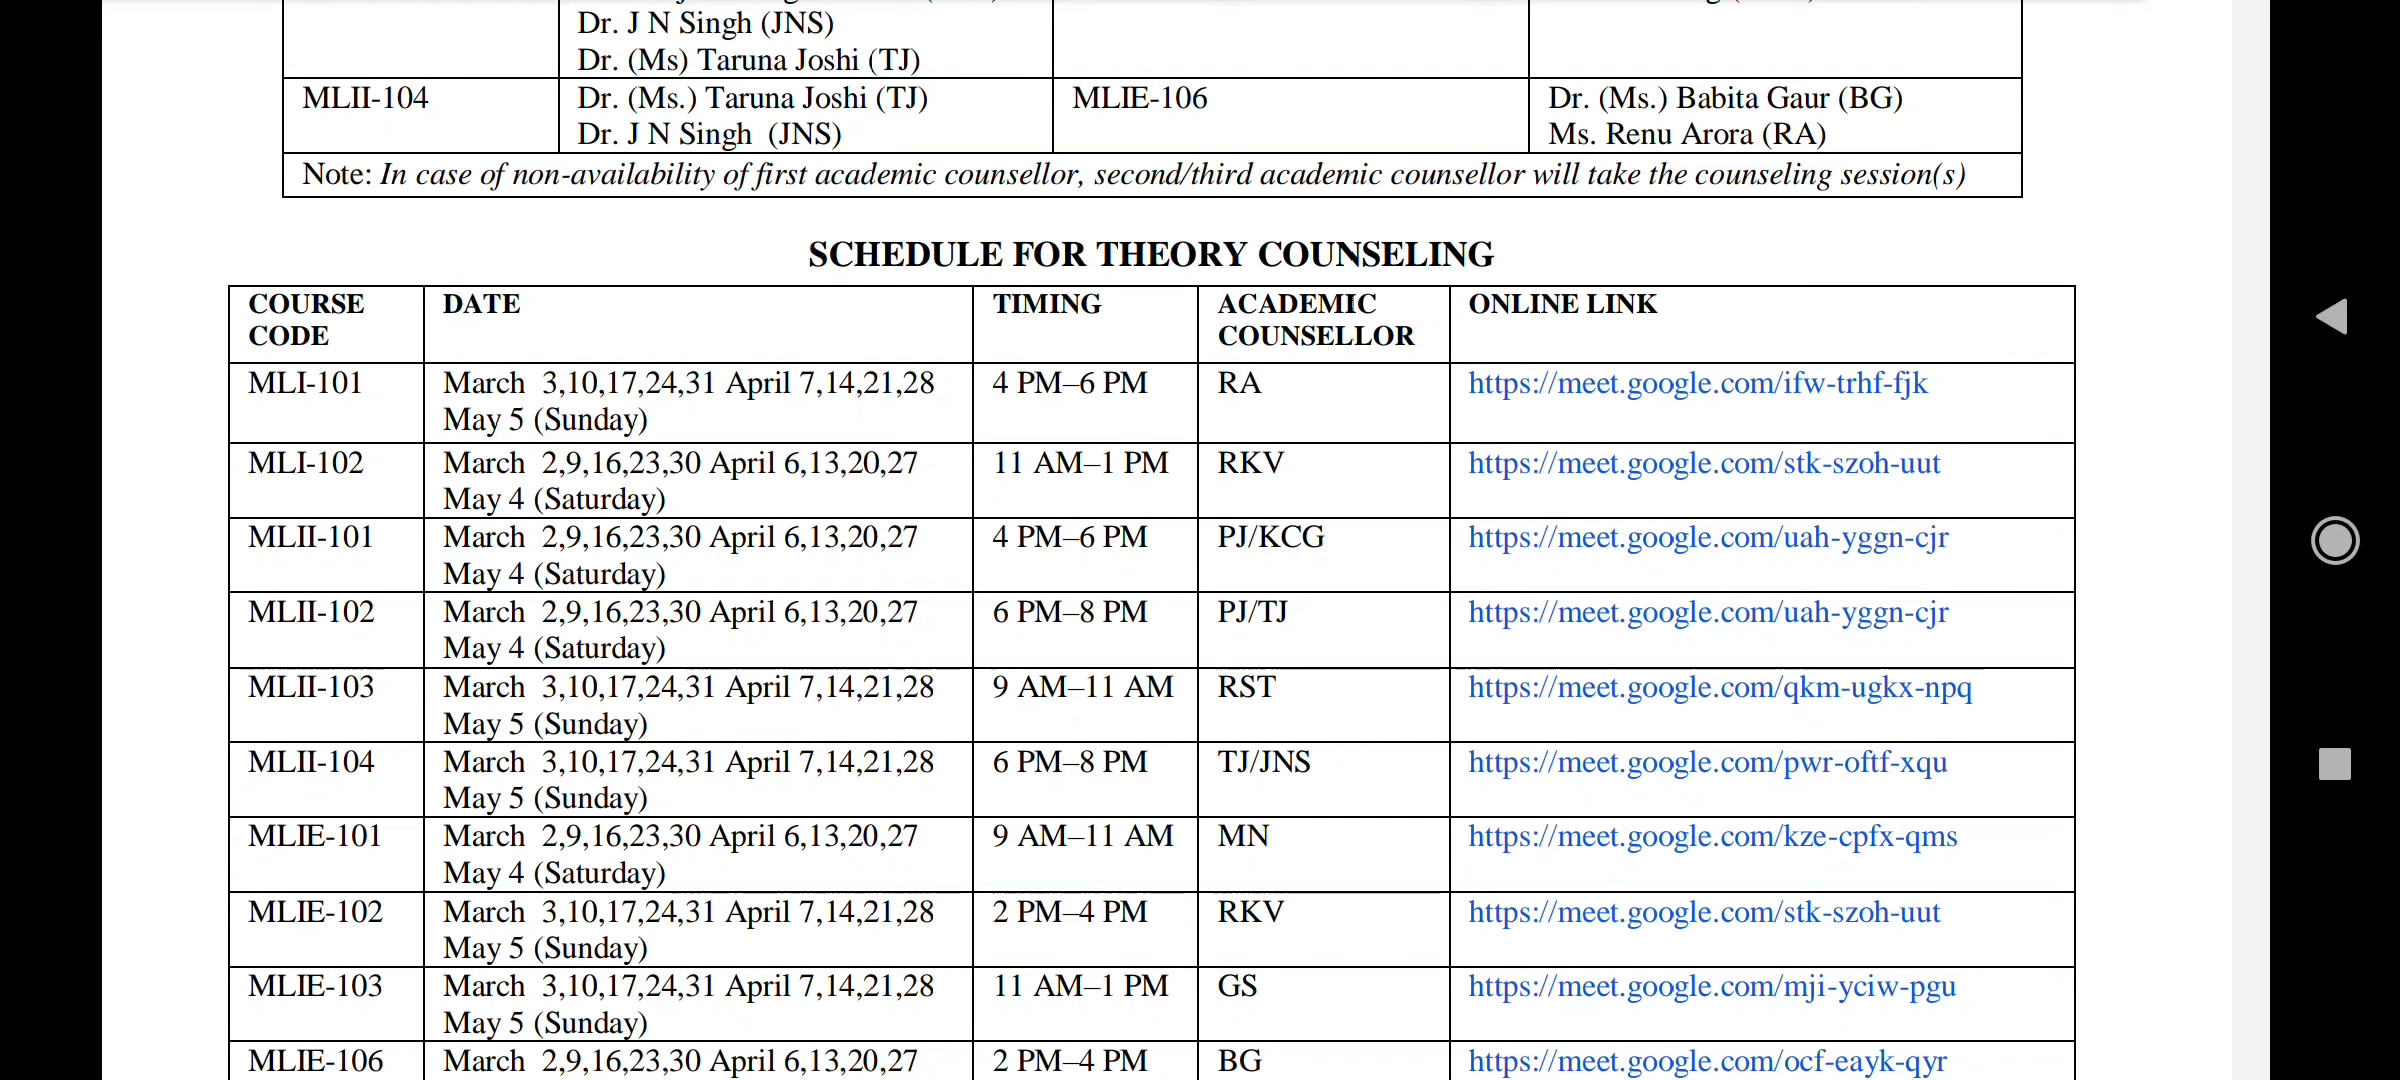 Dr. J N Singh (JNS)
Dr. (Ms) Taruna Joshi (TJ)
MLII-104 Dr. (Ms.) Taruna Joshi (TJ) MLIE-106 Dr. (Ms.) Babita Gaur (BG)
Dr. J N Singh (JNS) Ms. Renu Arora (RA)
Note: In case of non-availability of first academic counsellor, second/third academic counsellor will take the counseling session(s)
SCHEDULE FOR THEORY COUNSELING
COURSE DATE TIMING ACADEMIC ONLINE LINK
CODE COUNSELLOR
MLI-101 March 3,10,17,24,31 April 7,14,21,28 4 PM–6 PM RA https://meet.google.com/ifw-trhf-fjk
May 5 (Sunday)
MLI-102 March 2,9,16,23,30 April 6,13,20,27 11 AM–1 PM RKV https://meet.google.com/stk-szoh-uut
May 4 (Saturday)
MLII-101 March 2,9,16,23,30 April 6,13,20,27 4 PM–6 PM PJ/KCG https://meet.google.com/uah-yggn-cjr
May 4 (Saturday)
MLII-102 March 2,9,16,23,30 April 6,13,20,27 6 PM–8 PM PJ/TJ https://meet.google.com/uah-yggn-cjr
May 4 (Saturday)
MLII-103 March 3,10,17,24,31 April 7,14,21,28 9 AM–11 AM RST https://meet.google.com/qkm-ugkx-npq
May 5 (Sunday)
MLII-104 March 3,10,17,24,31 April 7,14,21,28 6 PM–8 PM TJ/JNS https://meet.google.com/pwr-oftf-xqu
May 5 (Sunday)
MLIE-101 March 2,9,16,23,30 April 6,13,20,27 9 AM–11 AM MN https://meet.google.com/kze-cpfx-qms
May 4 (Saturday)
MLIE-102 March 3,10,17,24,31 April 7,14,21,28 2 PM–4 PM RKV https://meet.google.com/stk-szoh-uut
May 5 (Sunday)
MLIE-103 March 3,10,17,24,31 April 7,14,21,28 11 AM–1 PM GS https://meet.google.com/mji-yciw-pgu
May 5 (Sunday)
MLIE-106 March 2,9,16,23,30 April 6,13,20,27 2 PM–4 PM BG https://meet.google.com/ocf-eayk-qyr